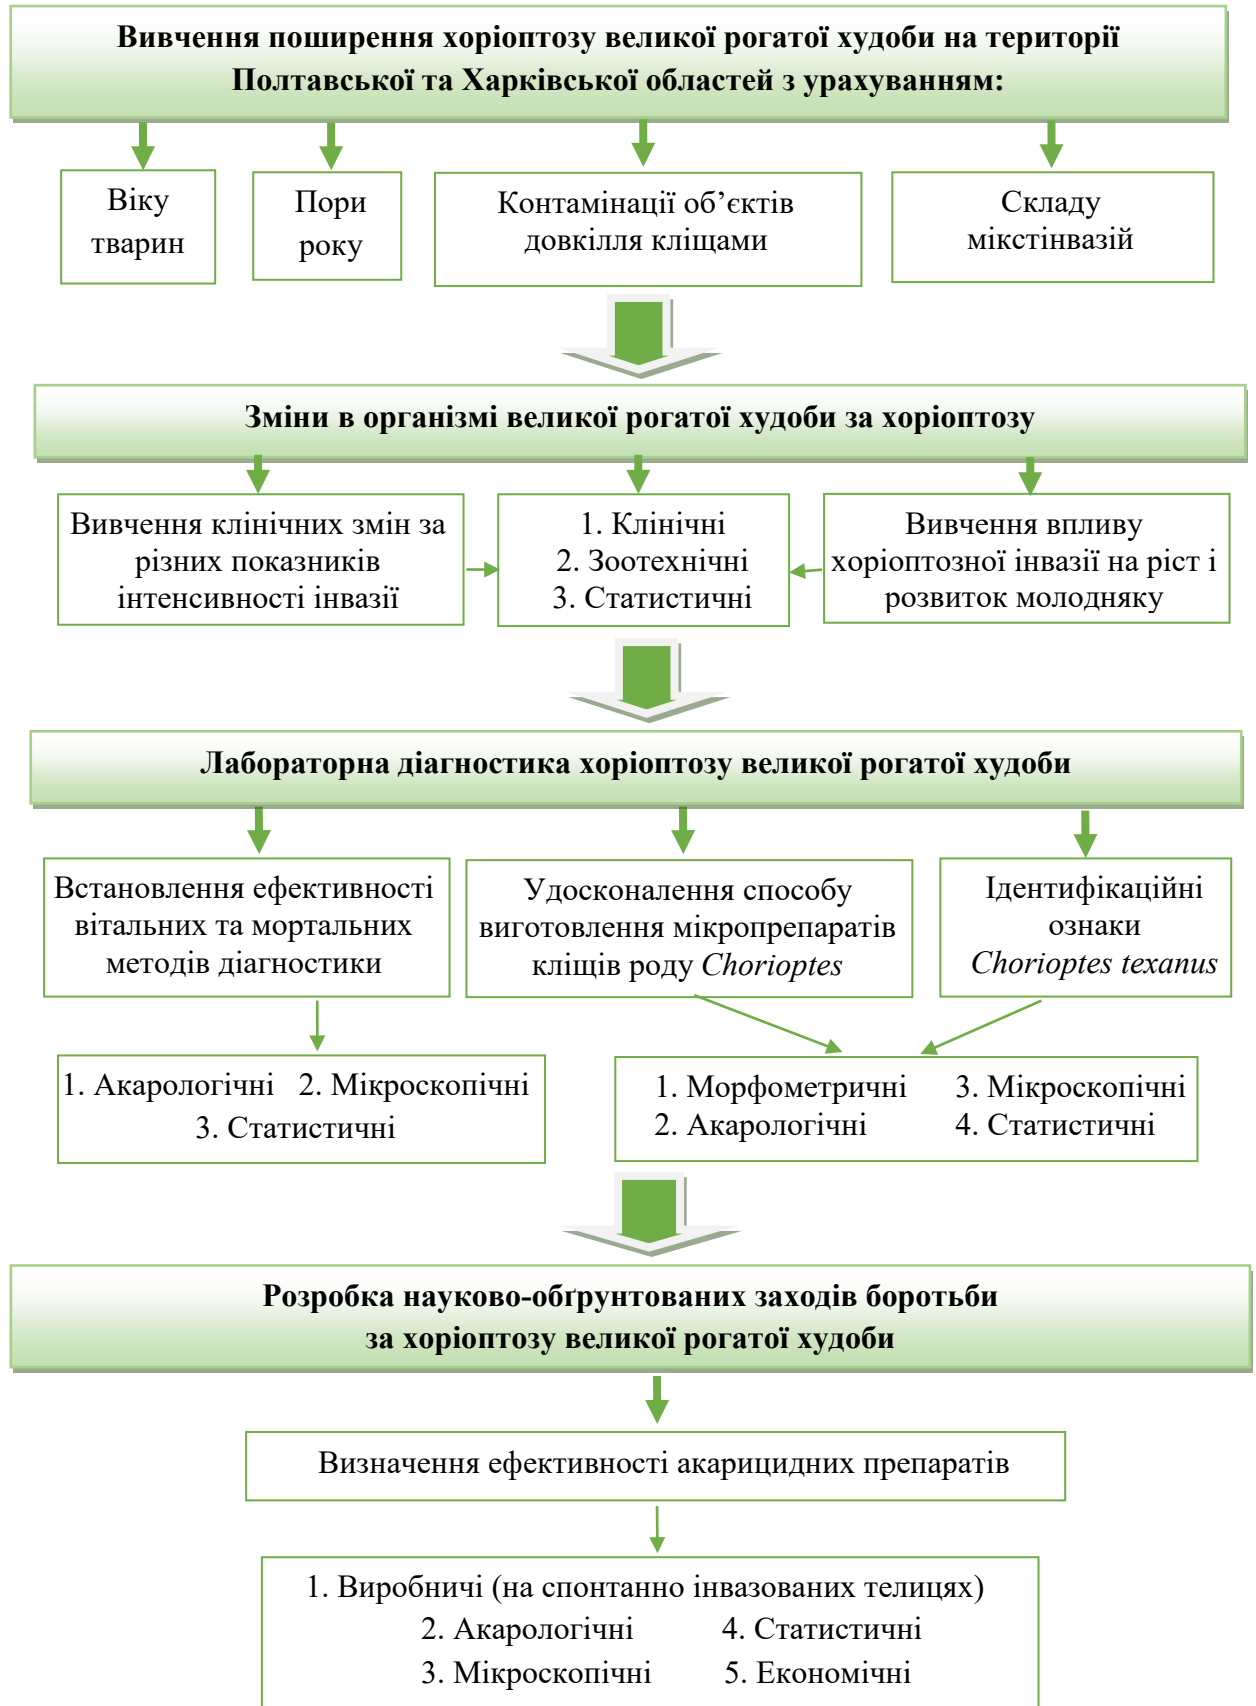 Вивчення поширення хоріоптозу великої рогатої худоби на території
Полтавської та Харківської областей з урахуванням:
Віку
тварин
Пори
року
Контамінації об’єктів
довкілля кліщами
Складу
мікстінвазій
Зміни в організмі великої рогатої худоби за хоріоптозу
Вивчення клінічних змін за
різних показників
інтенсивності інвазії
1. Клінічні
2. Зоотехнічні
3. Статистичні
Вивчення впливу
хоріоптозної інвазії на ріст і
розвиток молодняку
Лабораторна діагностика хоріоптозу великої рогатої худоби
Встановлення ефективності
вітальних та мортальних
методів діагностики
Удосконалення способу
виготовлення мікропрепаратів
кліщів роду Chorioptes
Ідентифікаційні
ознаки
Chorioptes texanus
1. Акарологічні 2. Мікроскопічні
3. Статистичні
1. Морфометричні 3. Мікроскопічні
2. Акарологічні 4. Статистичні
Розробка науково-обґрунтованих заходів боротьби
за хоріоптозу великої рогатої худоби
Визначення ефективності акарицидних препаратів
1. Виробничі (на спонтанно інвазованих телицях)
2. Акарологічні 4. Статистичні
3. Мікроскопічні 5. Економічні